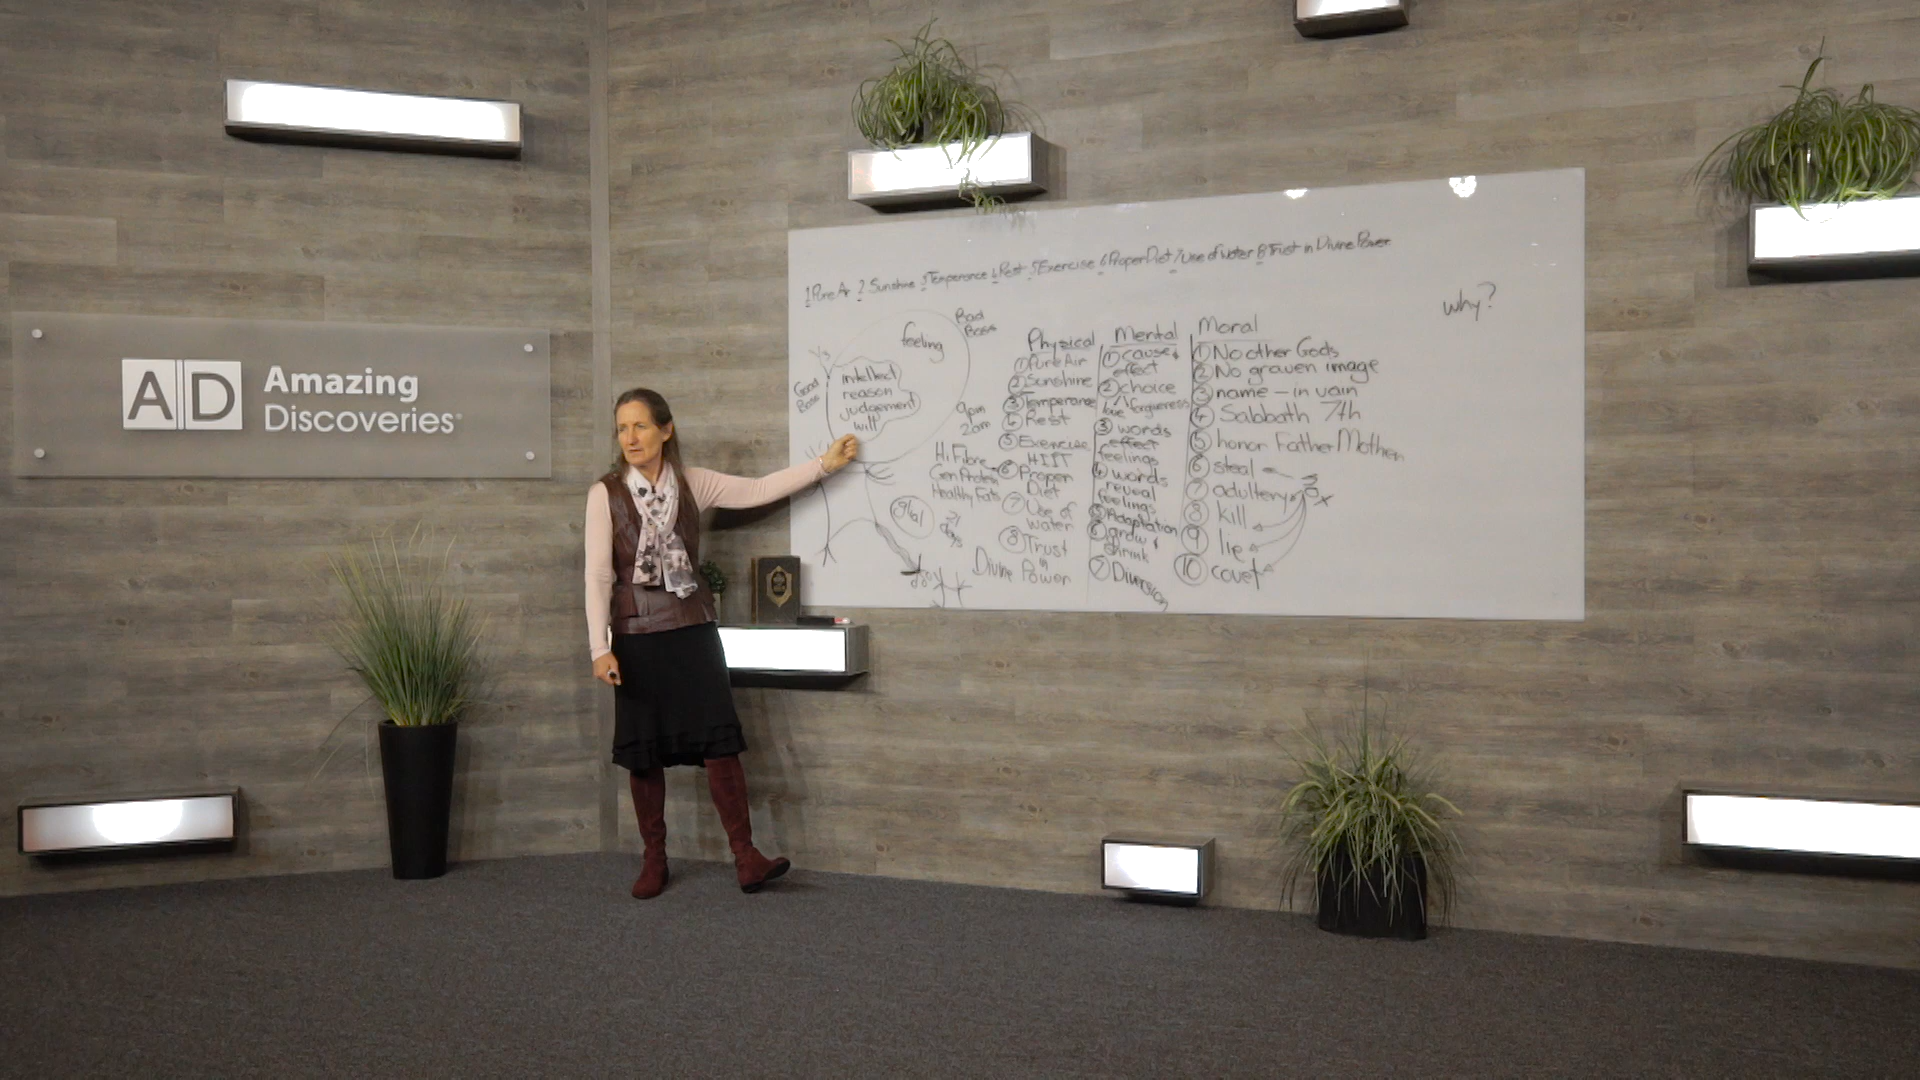 AD Amazing
Discoveries
1 Pure Air 2 Sunshine 3 Temperance 4 Rest 5 Exercise 6 Proper Diet 7 Use of Water 8 Trust in Divine Power
why?
Bad
Boss
feeling
Good
Boss
intellect
reason
judgement
will
9pm
2am
Hi Fibre
Gen Protein
Healthy Fats
21
days
Physical
① Pure Air
② Sunshine
③ Temperance
④ Rest
⑤ Exercise
HIIT
⑥ Proper
Diet
⑦ Use of
water
⑧ Trust
in
Divine Power
Mental
① cause &
effect
② choice
love forgiveness
③ words
effect
feelings
④ words
reveal
feelings
⑤ Adaptation
⑥ grow &
shrink
⑦ Diversion
Moral
① No other Gods
② No graven image
③ name – in vain
④ Sabbath 7th
⑤ honor Father Mother
⑥ steal
⑦ adultery
⑧ kill
⑨ lie
⑩ covet